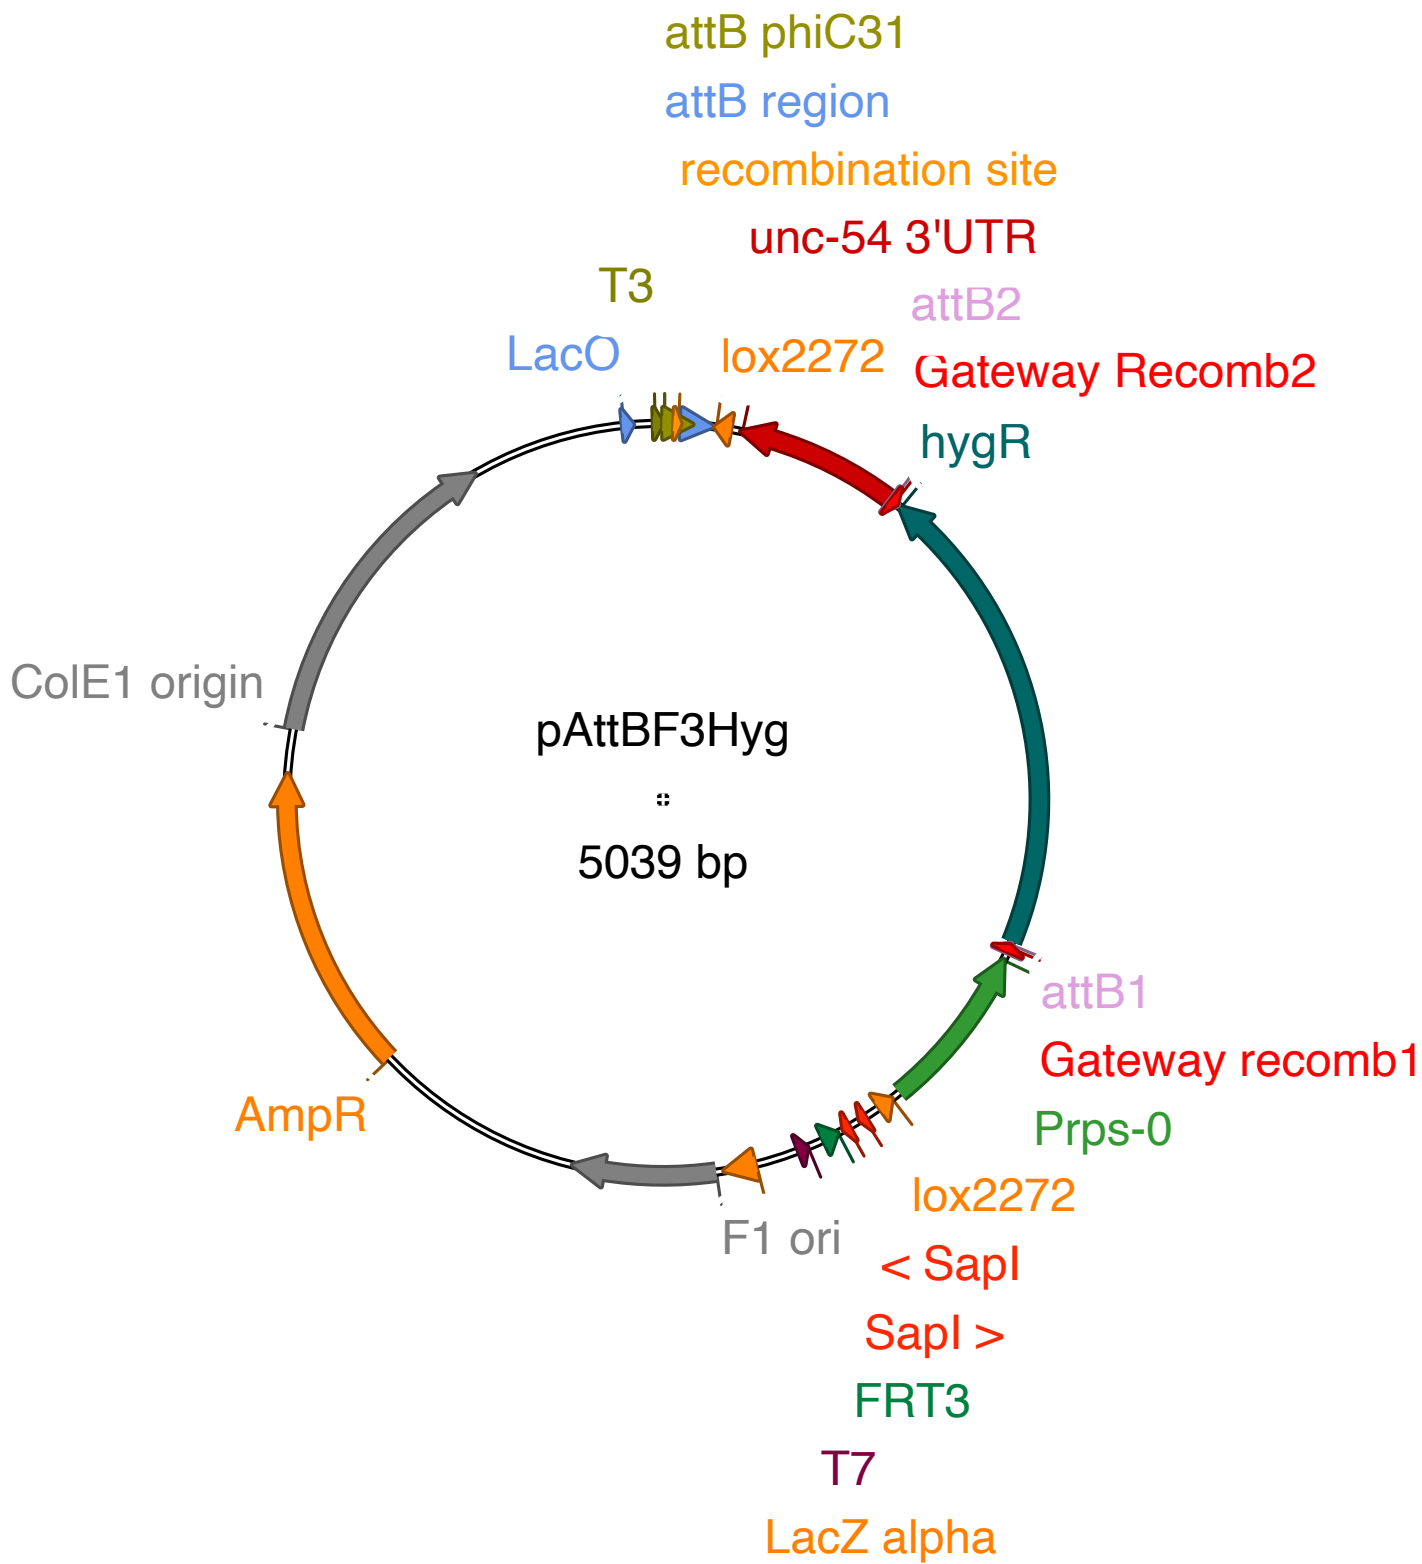 attB phiC31
attB region
recombination site
unc-54 3'UTR
T3
attB2
LacO
lox2272
Gateway Recomb2
hygR
ColE1 origin
pAttBF3Hyg
5039 bp
attB1
Gateway recomb1
AmpR
Prps-0
lox2272
F1 ori
< SapI
SapI >
FRT3
T7
LacZ alpha